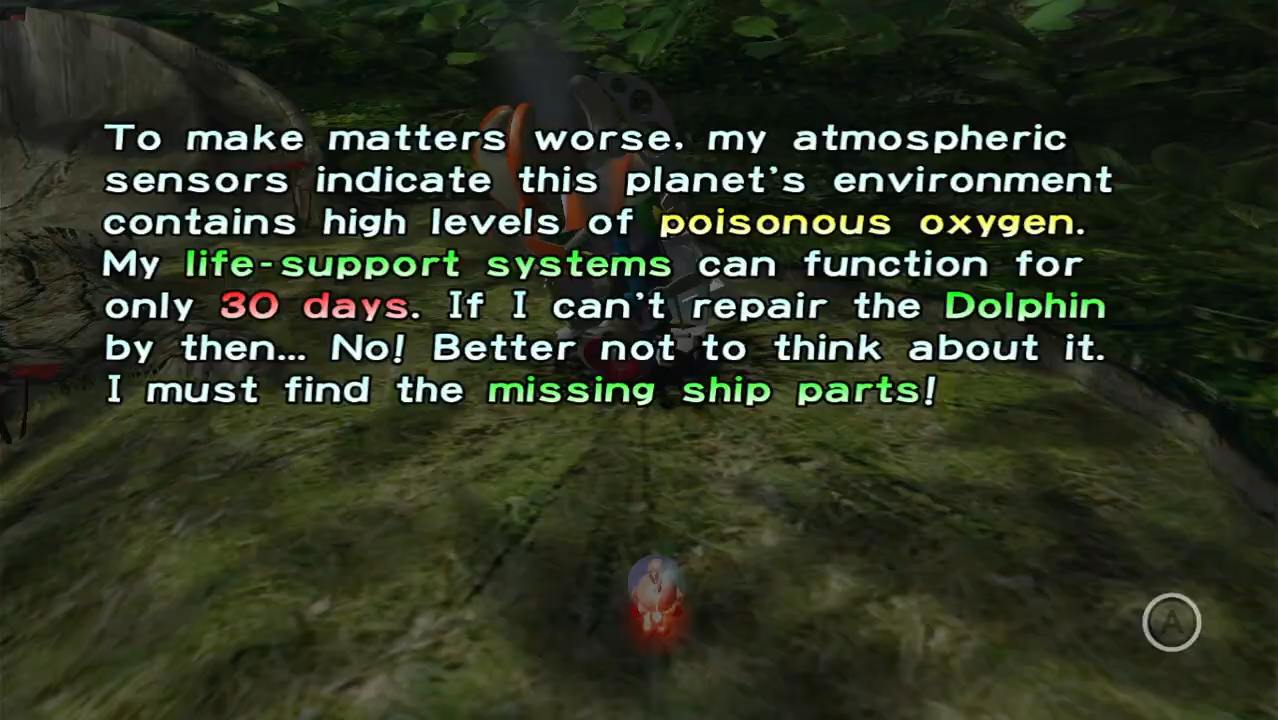 To make matters worse, my atmospheric
sensors indicate this planet's environment
contains high levels of poisonous oxygen.
My life-support systems can function for
only 30 days. If I can't repair the Dolphin
by then... No! Better not to think about it.
I must find the missing ship parts!
A